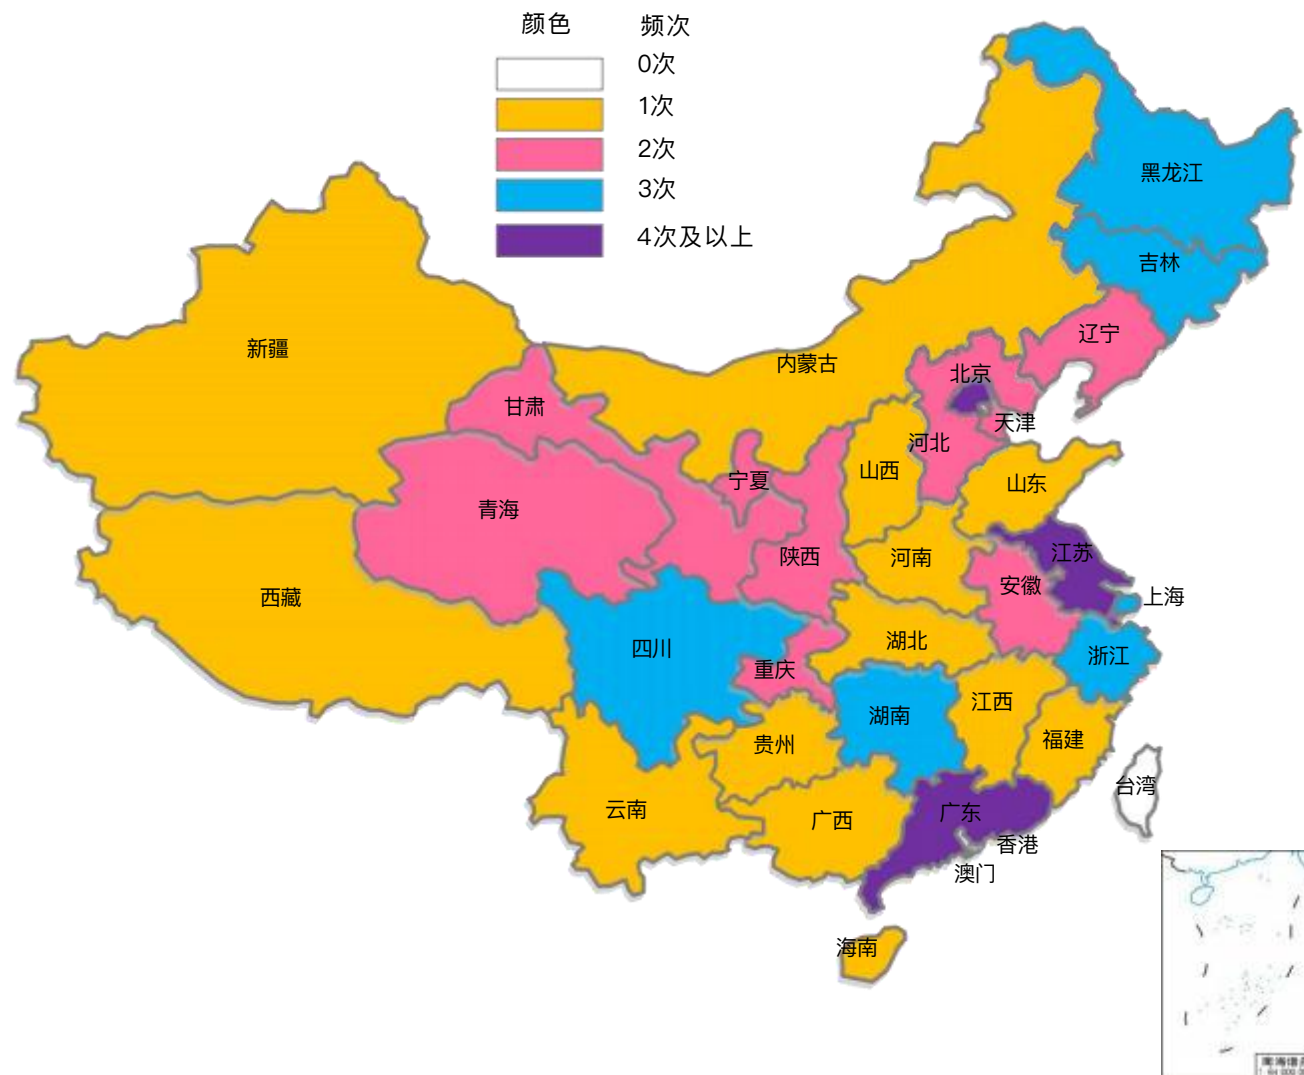 颜色 频次
0次
1次
2次
3次
4次及以上
黑龙江
吉林
辽宁
新疆
内蒙古
北京
甘肃
天津
河北
山西
宁夏
山东
青海
江苏
陕西
河南
安徽
西藏
上海
湖北
四川
浙江
重庆
江西
湖南
福建
贵州
台湾
云南
广东
广西
香港
澳门
海南